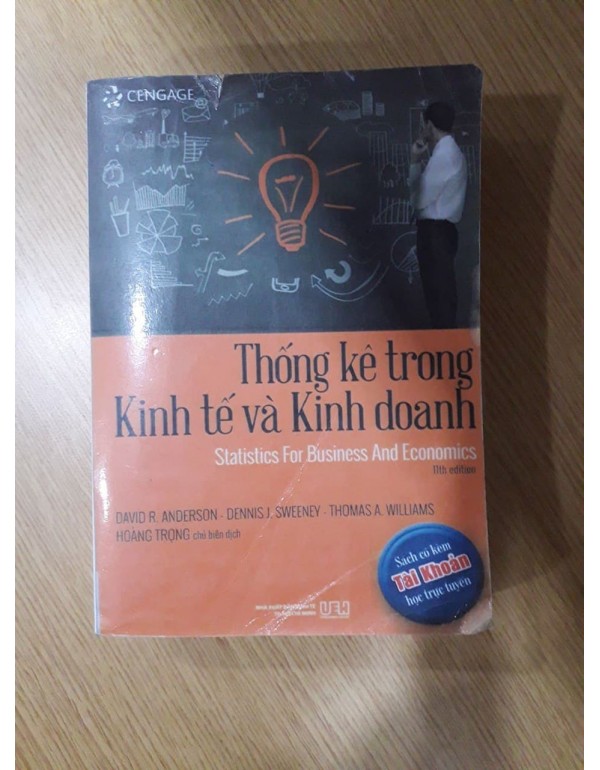 CENGAGE
Thống kê trong
Kinh tế và Kinh doanh
Statistics For Business And Economics
11th edition
DAVID R. ANDERSON - DENNIS J. SWEENEY - THOMAS A. WILLIAMS
HOÀNG TRỌNG chủ biên dịch
Sách có kèm
Tài Khoản
học trực tuyến
UEH